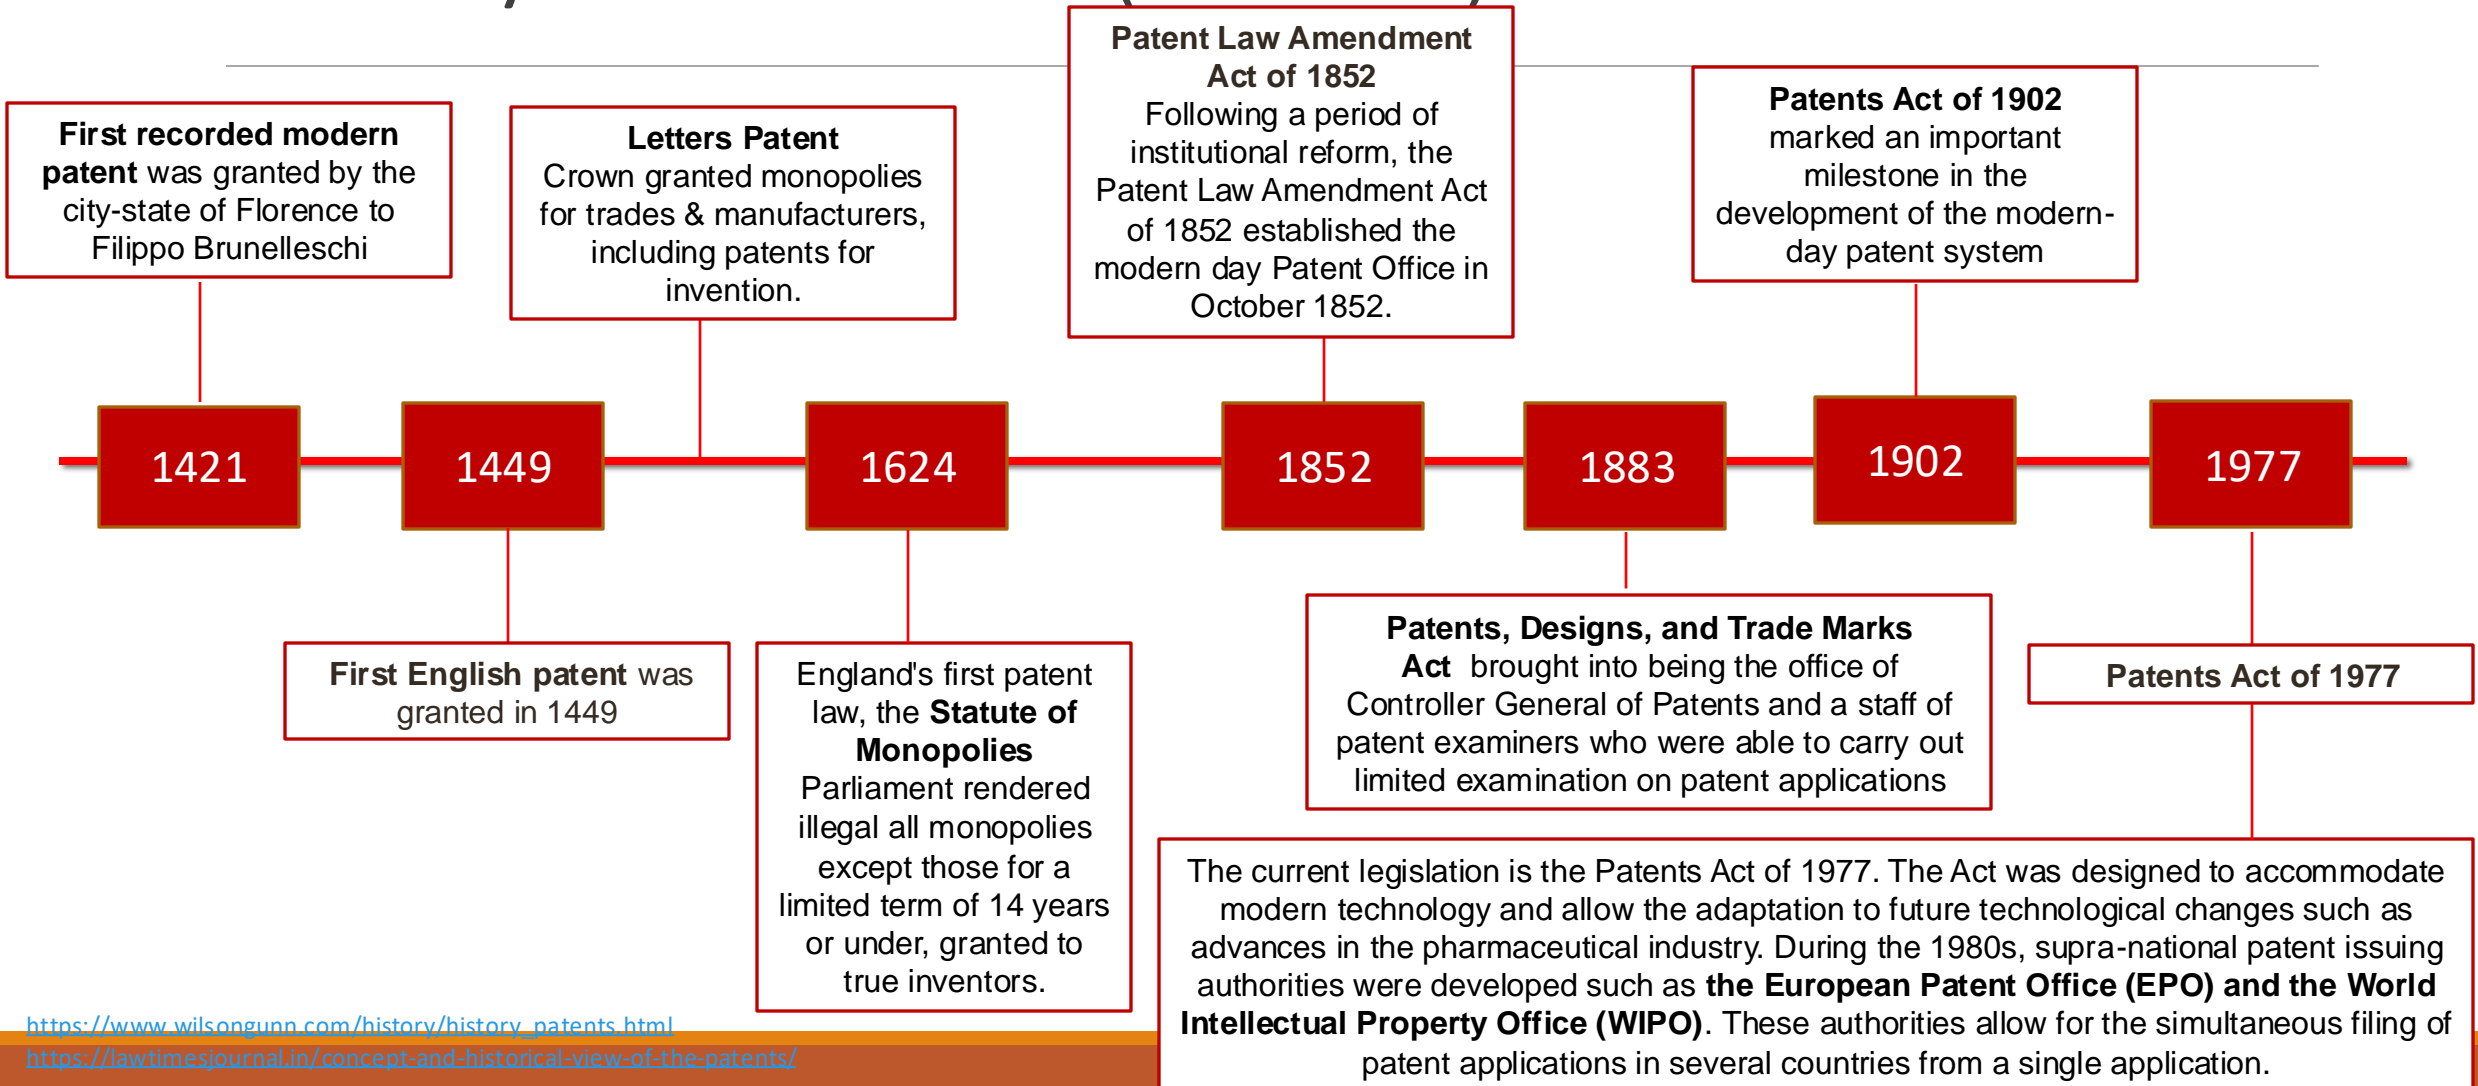 First recorded modern
patent was granted by the
city-state of Florence to
Filippo Brunelleschi
Letters Patent
Crown granted monopolies
for trades & manufacturers,
including patents for
invention.
Patent Law Amendment
Act of 1852
Following a period of
institutional reform, the
Patent Law Amendment Act
of 1852 established the
modern day Patent Office in
October 1852.
Patents Act of 1902
marked an important
milestone in the
development of the modern-
day patent system
1421
1449
1624
1852
1883
1902
1977
First English patent was
granted in 1449
England's first patent
law, the Statute of
Monopolies
Parliament rendered
illegal all monopolies
except those for a
limited term of 14 years
or under, granted to
true inventors.
Patents, Designs, and Trade Marks
Act brought into being the office of
Controller General of Patents and a staff of
patent examiners who were able to carry out
limited examination on patent applications
Patents Act of 1977
The current legislation is the Patents Act of 1977. The Act was designed to accommodate
modern technology and allow the adaptation to future technological changes such as
advances in the pharmaceutical industry. During the 1980s, supra-national patent issuing
authorities were developed such as the European Patent Office (EPO) and the World
Intellectual Property Office (WIPO). These authorities allow for the simultaneous filing of
patent applications in several countries from a single application.
https://www.wilsongunn.com/history/history_patents.html
https://lawtimesjournal.in/concept-and-historical-view-of-the-patents/